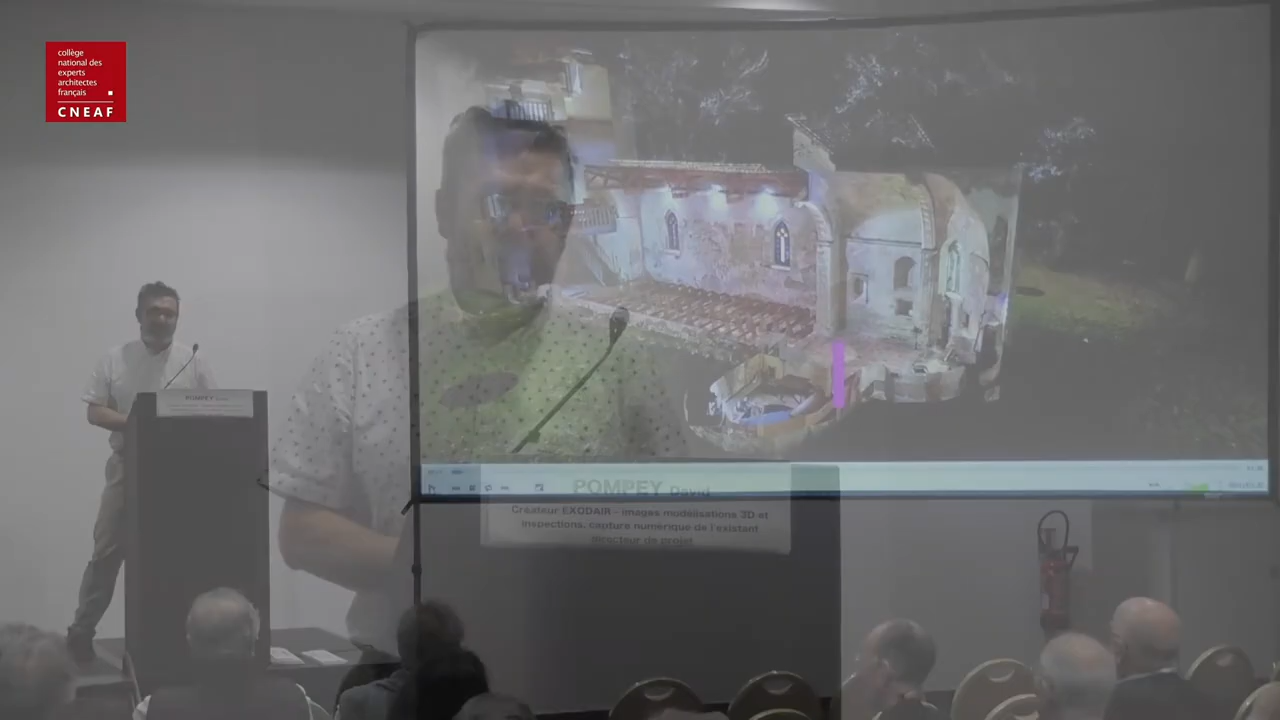 collège
national des
experts
architectes
français
CNEAF
POMPEY
POMPEY David
Créateur EXODAIR - images modélisations 3D et
inspections, capture numérique de l'existant
directeur de projet